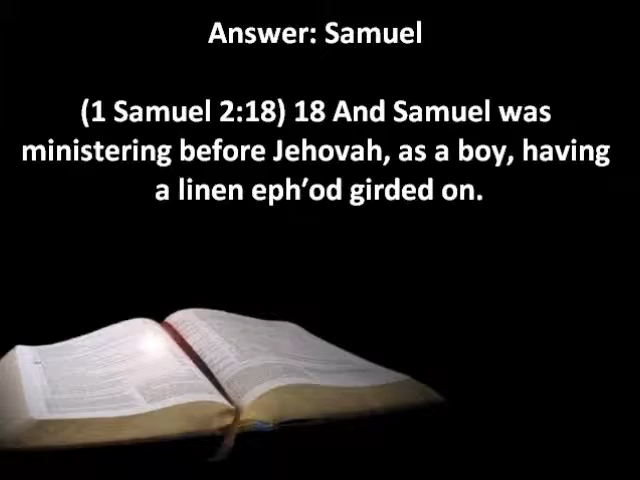 Answer: Samuel
(1 Samuel 2:18) 18 And Samuel was
ministering before Jehovah, as a boy, having
a linen eph’od girded on.